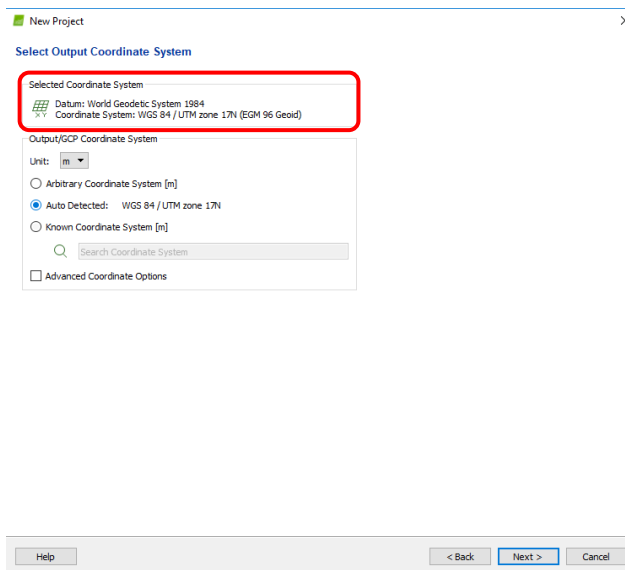 New Project
Select Output Coordinate System
Selected Coordinate System
Datum: World Geodetic System 1984
X Y
Coordinate System: WGS 84 / UTM zone 17N (EGM 96 Geoid)
Output/GCP Coordinate System
Unit: m
Arbitrary Coordinate System [m]
Auto Detected: WGS 84 / UTM zone 17N
Known Coordinate System [m]
Search Coordinate System
Advanced Coordinate Options
Help < Back Next > Cancel